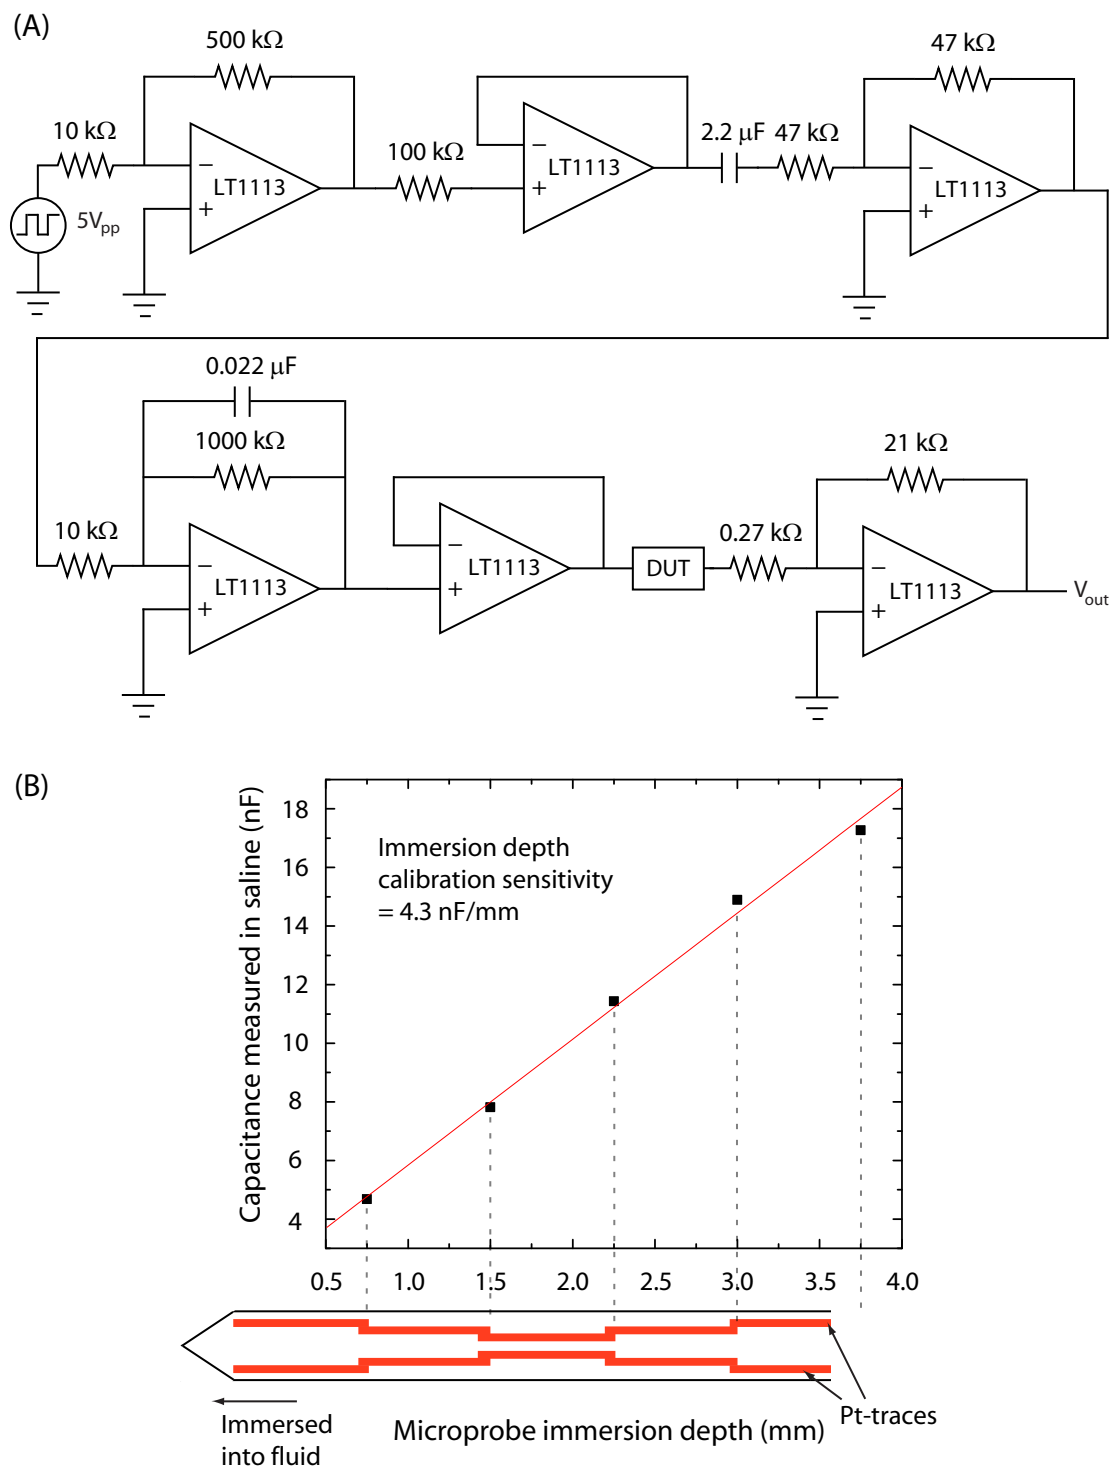 (A)
500 kΩ
47 kΩ
10 kΩ
100 kΩ
2.2 μF
47 kΩ
LT1113
LT1113
LT1113
5Vpp
0.022 μF
1000 kΩ
21 kΩ
10 kΩ
0.27 kΩ
LT1113
LT1113
DUT
LT1113
Vout
(B)
Capacitance measured in saline (nF)
18
16
14
12
10
8
6
4
Immersion depth
calibration sensitivity
= 4.3 nF/mm
0.5 1.0 1.5 2.0 2.5 3.0 3.5 4.0
Immersed
into fluid
Microprobe immersion depth (mm)
Pt-traces